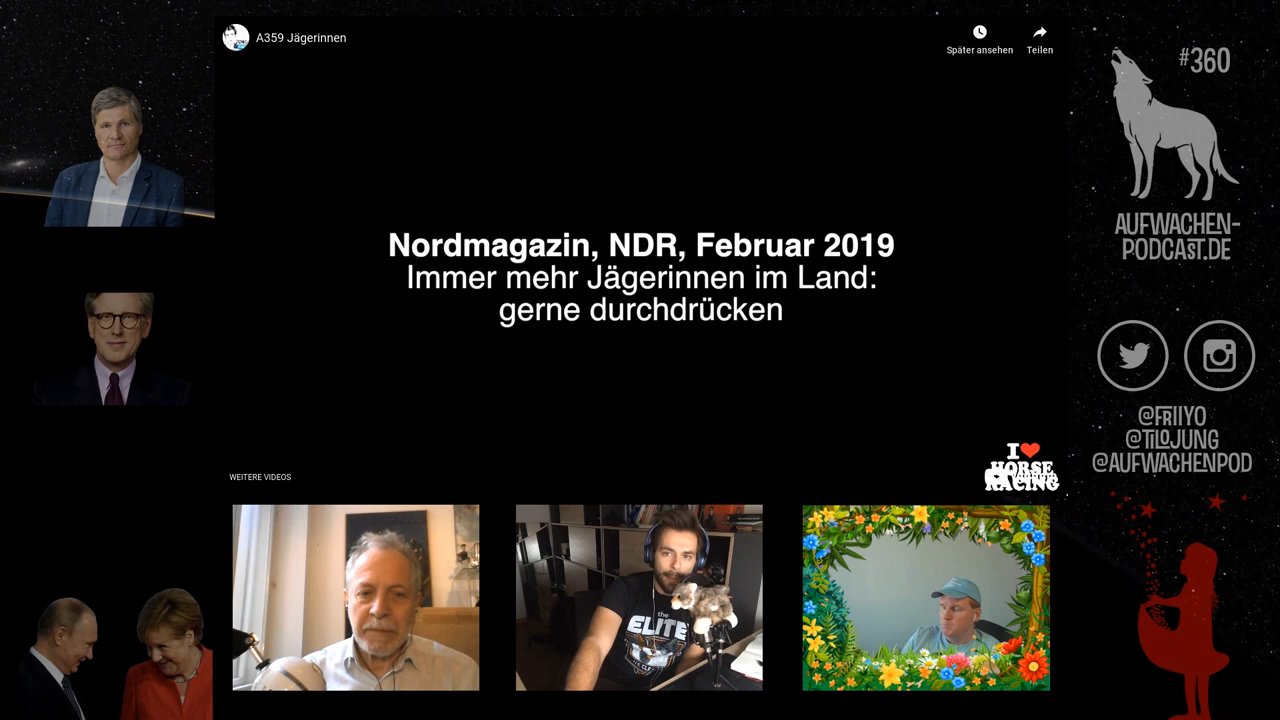 A359 Jägerinnen
Später ansehen
Teilen
#360
AUFWACHEN-
PODCAST.DE
Nordmagazin, NDR, Februar 2019
Immer mehr Jägerinnen im Land:
gerne durchdrücken
@FRIIYO
@TILOJUNG
@AUFWACHENPOD
WEITERE VIDEOS
I
HORSE
RACING
the
ELITE